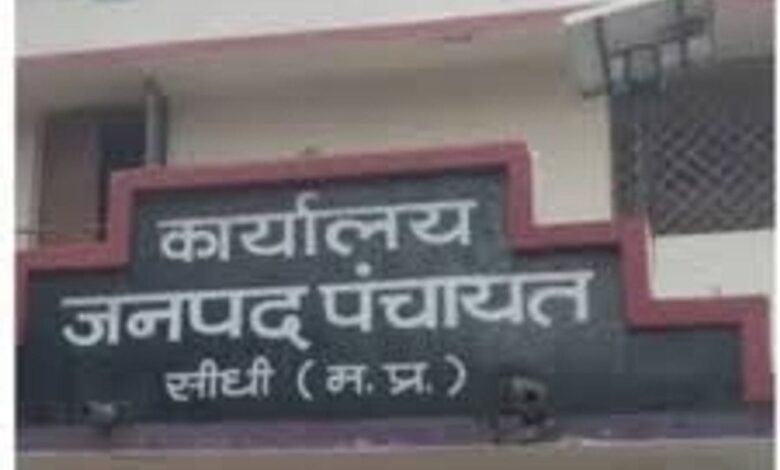 कार्यालय
जनपद पंचायत
सीधी ( म. प्र. )